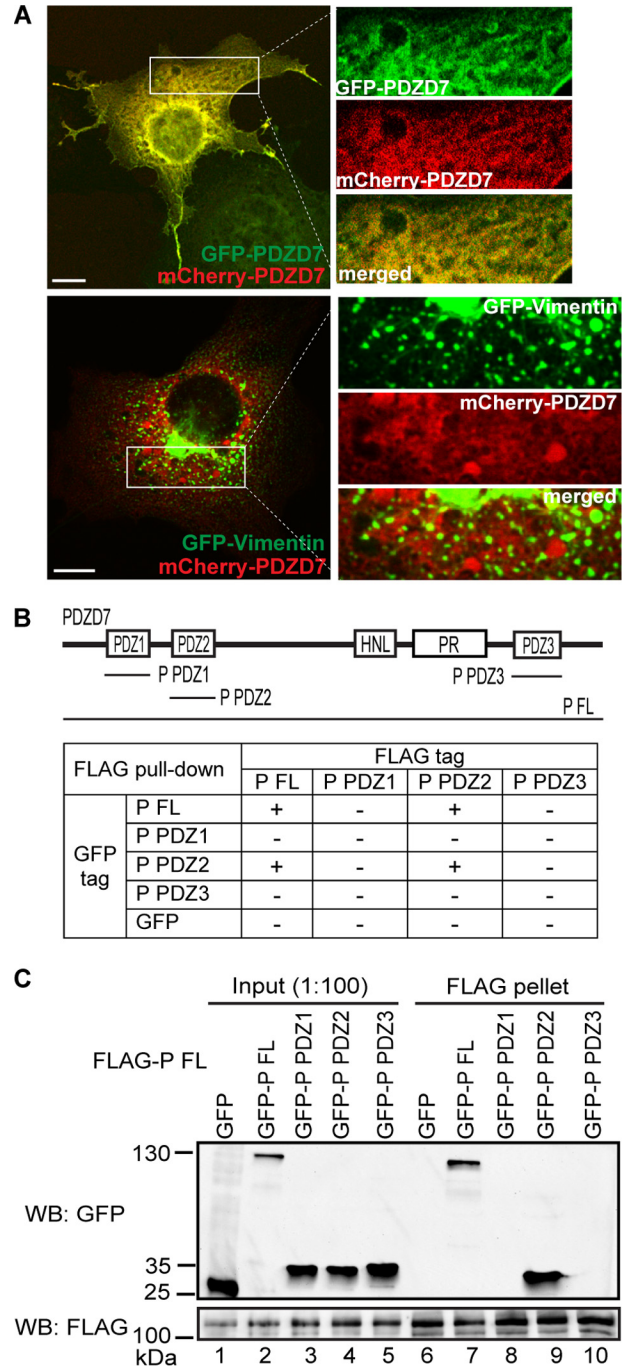 A
GFP-PDZD7
mCherry-PDZD7
GFP-PDZD7
mCherry-PDZD7
merged
GFP-Vimentin
mCherry-PDZD7
GFP-Vimentin
mCherry-PDZD7
merged
B
PDZD7
PDZ1 PDZ2 HNL PR PDZ3
P PDZ1 P PDZ3
P PDZ2 P FL
FLAG pull-down FLAG tag
P FL P PDZ1 P PDZ2 P PDZ3
GFP tag
P FL + - + -
P PDZ1 - - - -
P PDZ2 + - + -
P PDZ3 - - - -
GFP - - - -
C
Input (1:100) FLAG pellet
FLAG-P FL
GFP GFP-P FL GFP-P PDZ1 GFP-P PDZ2 GFP-P PDZ3 GFP GFP-P FL GFP-P PDZ1 GFP-P PDZ2 GFP-P PDZ3
130
WB: GFP
35
25
WB: FLAG
100
kDa 1 2 3 4 5 6 7 8 9 10